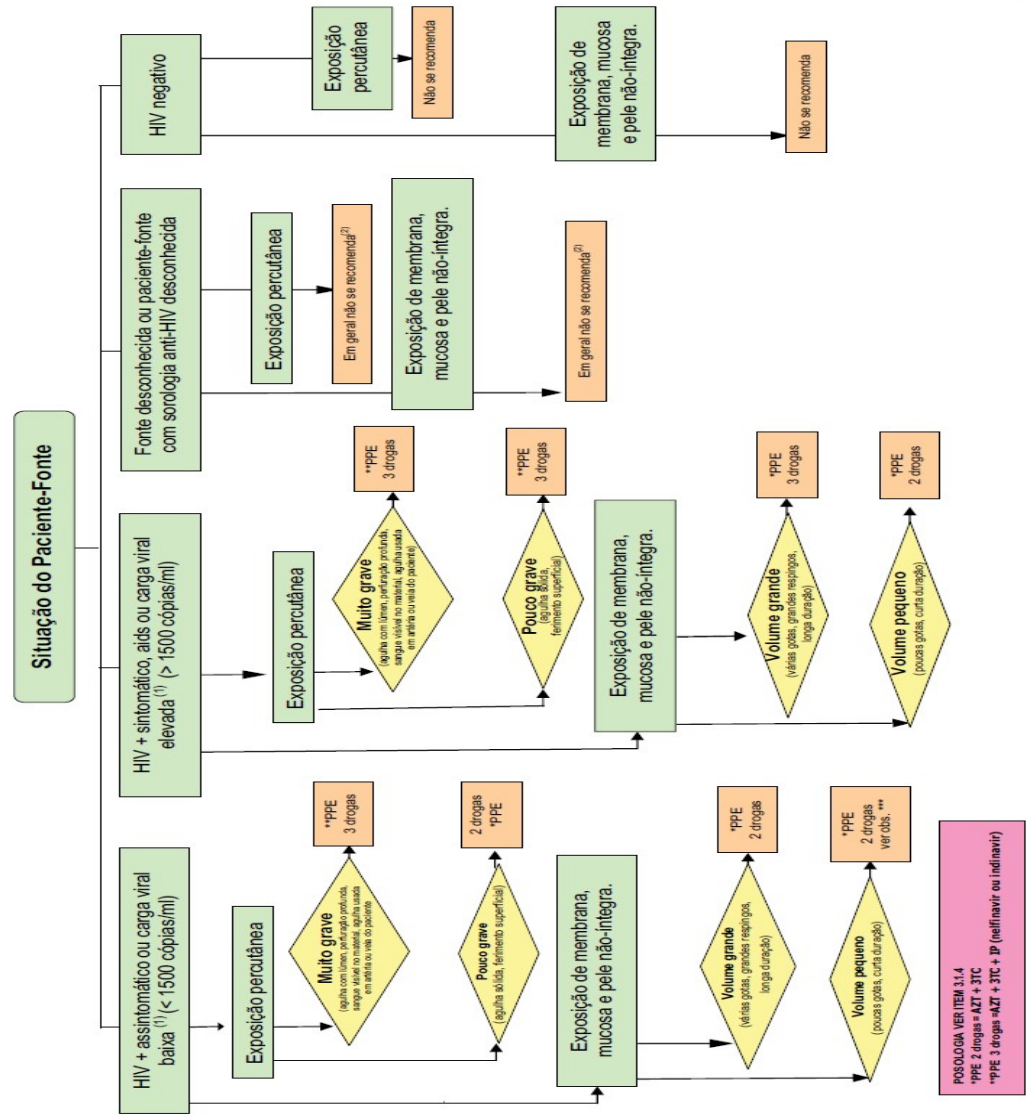 Situação do Paciente-Fonte
HIV + assintomático ou carga viral
baixa (1) (< 1500 cópias/ml)
Exposição percutânea
Muito grave
(agulha com lúmen, perfuração profunda,
sangue visível no material, agulha usada
em artéria ou veia do paciente
**PPE
3 drogas
Pouco grave
(agulha sólida, ferimento superficial)
2 drogas
*PPE
Exposição de membrana,
mucosa e pele não-íntegra.
Volume grande
(várias gotas, grandes respingos,
longa duração)
*PPE
2 drogas
Volume pequeno
(poucas gotas, curta duração)
*PPE
2 drogas
ver obs. ***
HIV + sintomático, aids ou carga viral
elevada (1) (> 1500 cópias/ml)
Exposição percutânea
Muito grave
(agulha com lúmen, perfuração profunda,
sangue visível no material, agulha usada
em artéria ou veia do paciente)
**PPE
3 drogas
Pouco grave
(agulha sólida,
ferimento superficial)
**PPE
3 drogas
Exposição de membrana,
mucosa e pele não-íntegra.
Volume grande
(várias gotas, grandes respingos,
longa duração)
*PPE
3 drogas
Volume pequeno
(poucas gotas, curta duração)
*PPE
2 drogas
Fonte desconhecida ou paciente-fonte
com sorologia anti-HIV desconhecida
Exposição percutânea
Em geral não se recomenda(2)
Exposição de membrana,
mucosa e pele não-íntegra.
Em geral não se recomenda(2)
HIV negativo
Exposição
percutânea
Não se recomenda
Exposição de
membrana, mucosa
e pele não-íntegra.
Não se recomenda
POSOLOGIA VER ITEM 3.1.4
*PPE 2 drogas = AZT + 3TC
**PPE 3 drogas =AZT + 3TC + IP (nelfinavir ou indinavir)